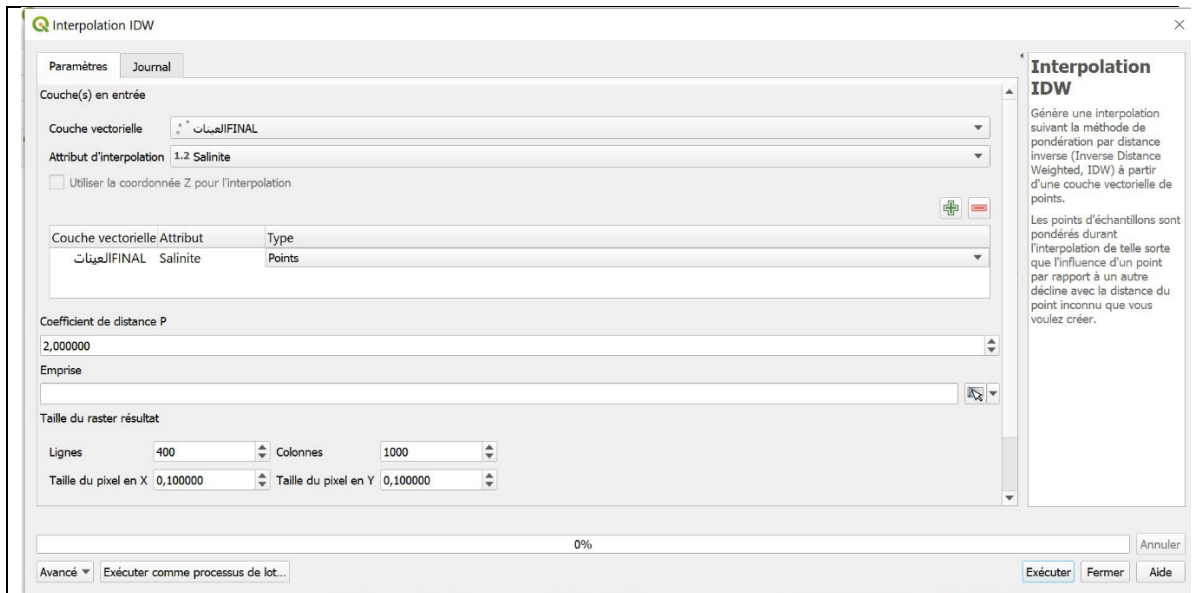 Interpolation IDW
Paramètres Journal
Couche(s) en entrée
Couche vectorielle العيناتFINAL
Attribut d'interpolation 1.2 Salinite
Utiliser la coordonnée Z pour l'interpolation
Couche vectorielle Attribut Type
العيناتFINAL Salinite Points
Coefficient de distance P
2,000000
Emprise
Taille du raster résultat
Lignes 400 Colonnes 1000
Taille du pixel en X 0,100000 Taille du pixel en Y 0,100000
Interpolation
IDW
Génère une interpolation
suivant la méthode de
pondération par distance
inverse (Inverse Distance
Weighted, IDW) à partir
d'une couche vectorielle de
points.
Les points d'échantillons sont
pondérés durant
l'interpolation de telle sorte
que l'influence d'un point
par rapport à un autre
décline avec la distance du
point inconnu que vous
voulez créer.
0% Annuler
Avancé Exécuter comme processus de lot... Exécuter Fermer Aide